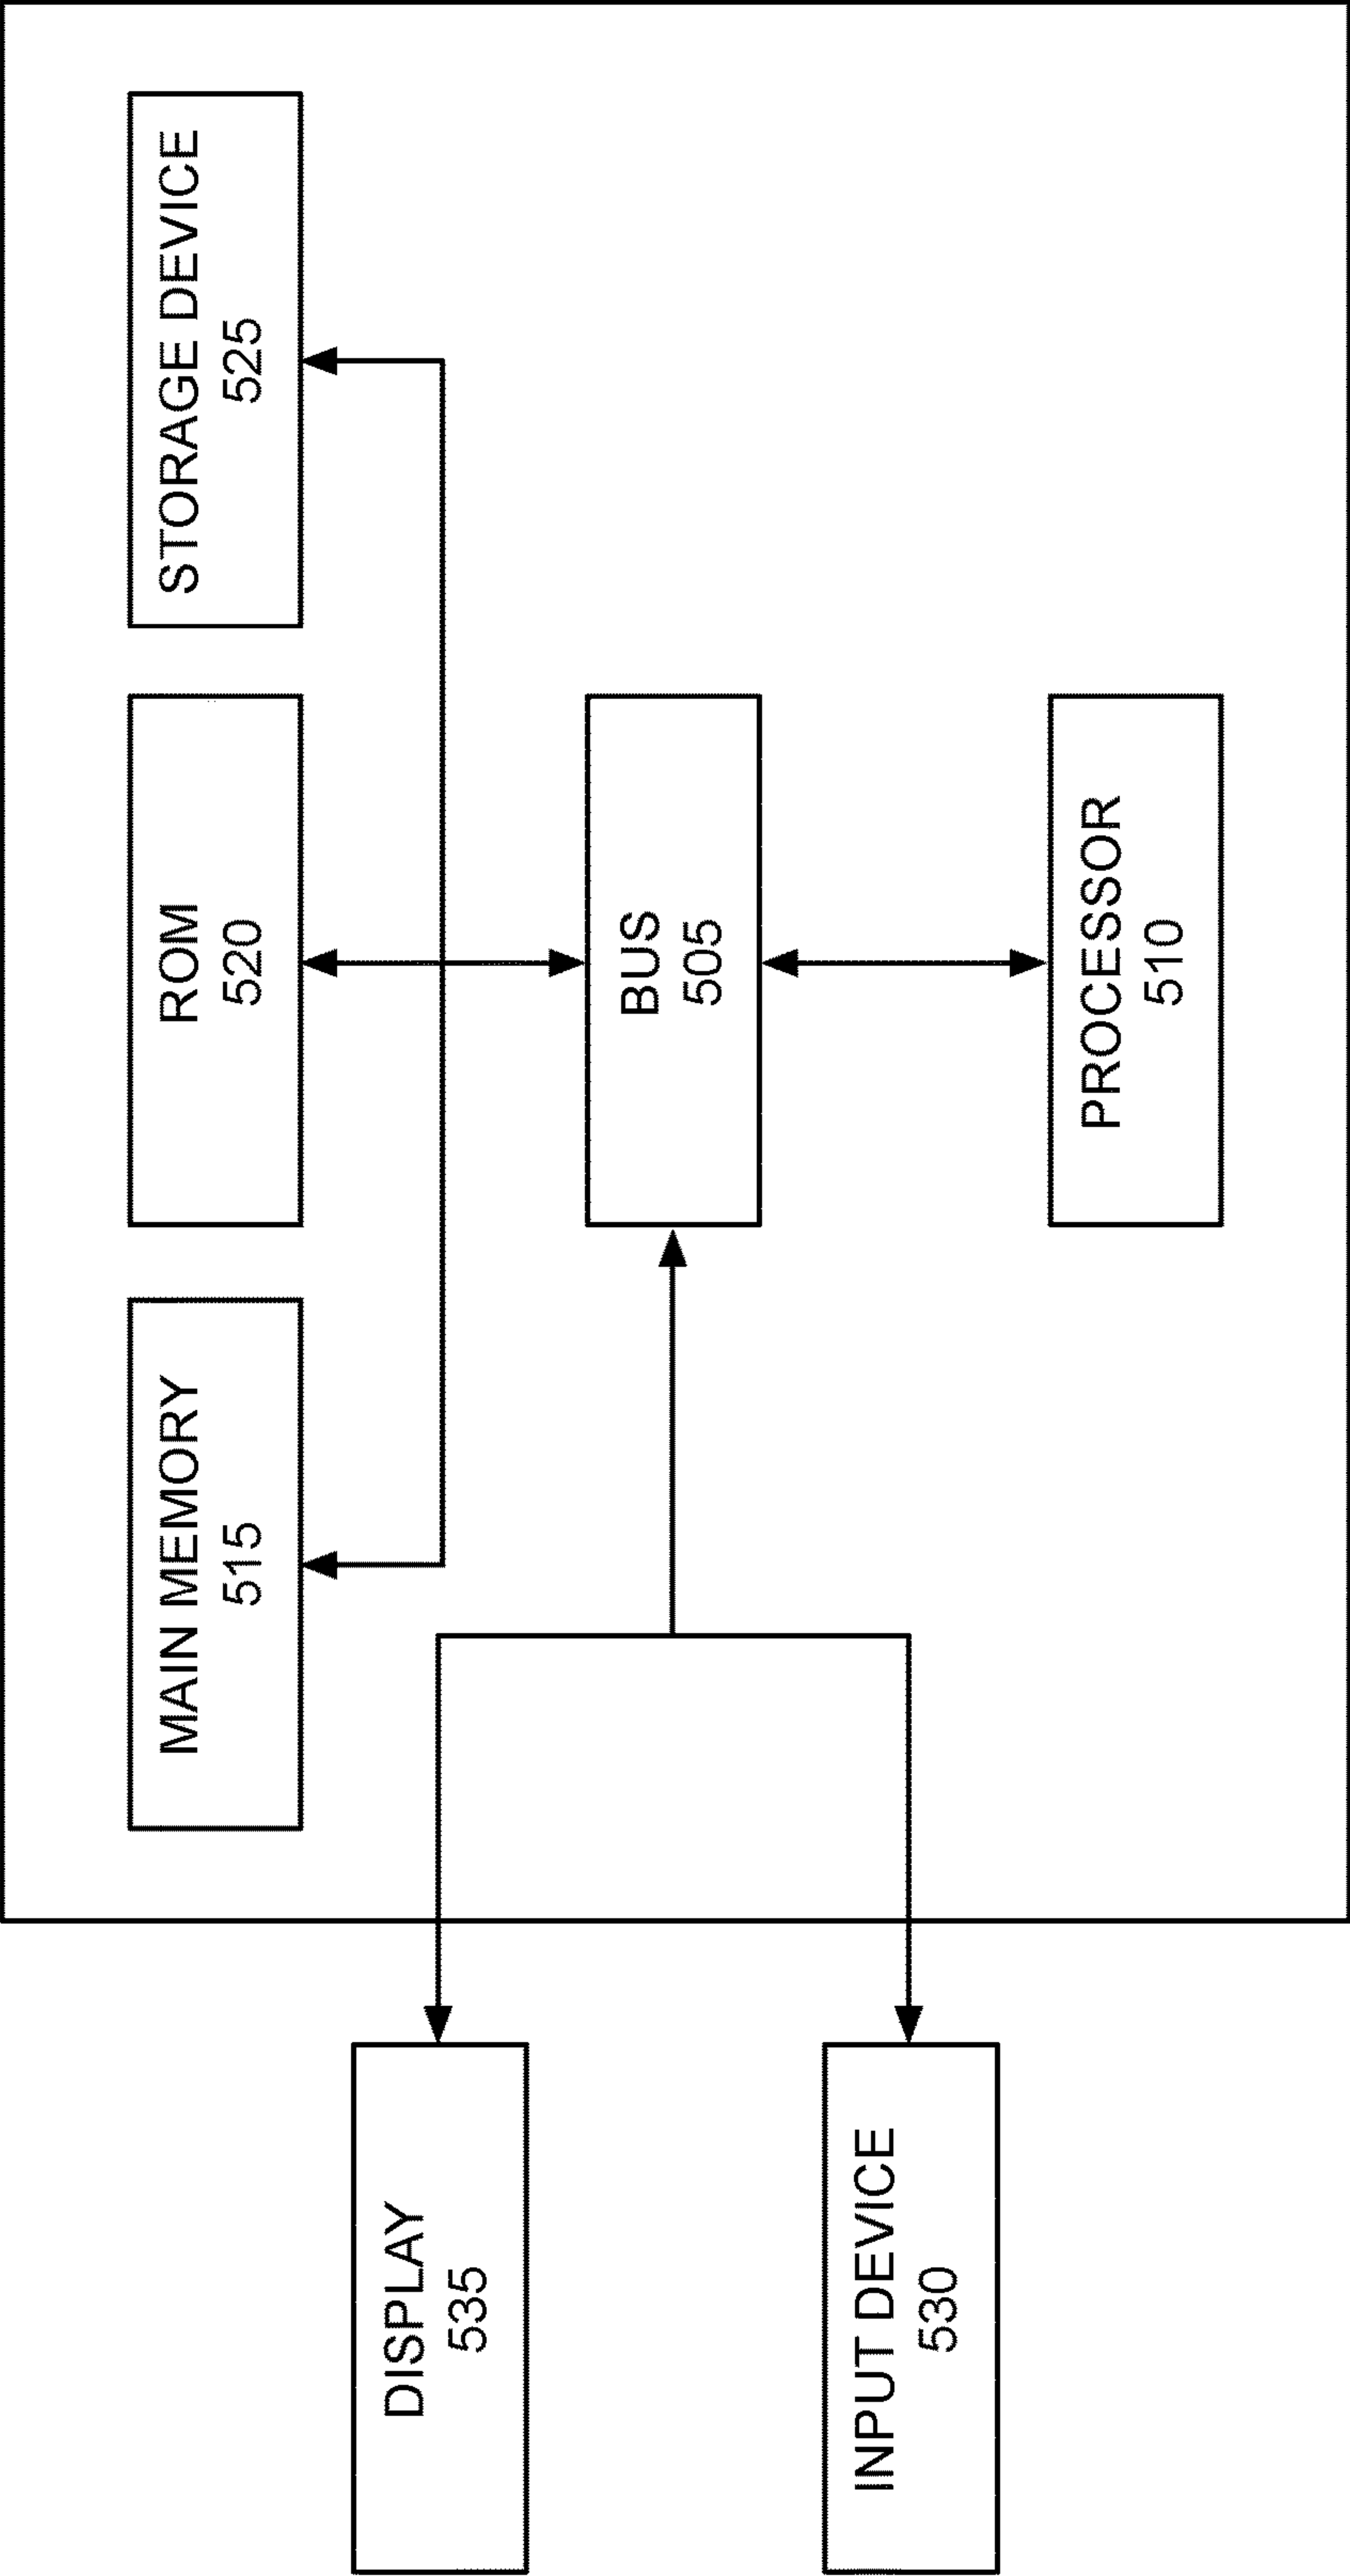 MAIN MEMORY
515
ROM
520
STORAGE DEVICE
525
DISPLAY
535
BUS
505
INPUT DEVICE
530
PROCESSOR
510